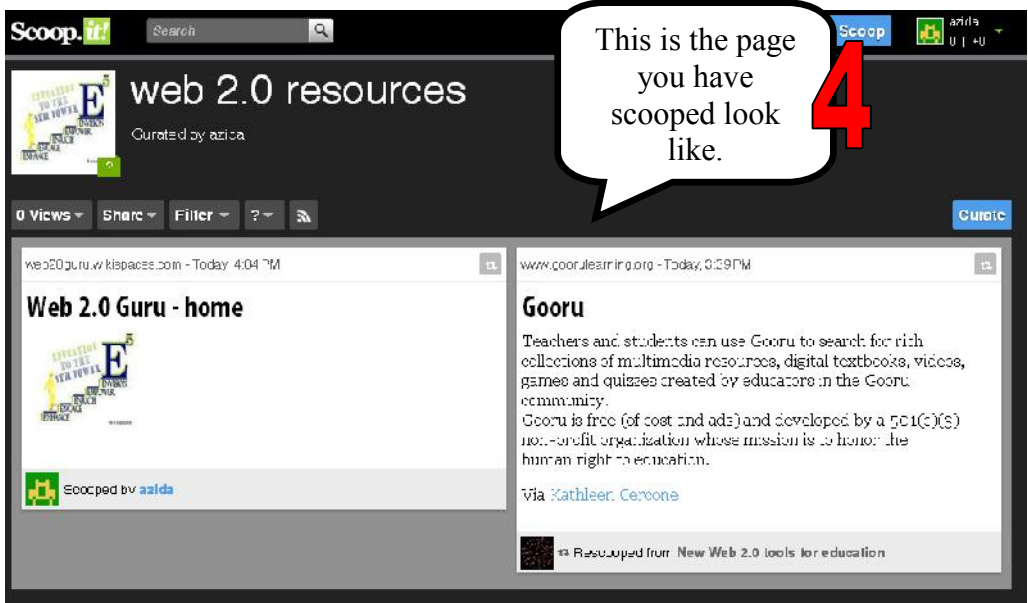 Scoop.it!
Search
Scoop
azida
This is the page
you have
scooped look
like.
4
web 2.0 resources
Curated by azida
0 Views
Share
Filter
?
Curate
web20guru.wikispaces.com - Today, 4:04 PM
www.goorulearning.org - Today, 3:39 PM
Web 2.0 Guru - home
Gooru
Teachers and students can use Gooru to search for rich
collections of multimedia resources, digital textbooks, videos,
games and quizzes created by educators in the Gooru
community.
Gooru is free (of cost and ads) and developed by a 501(c)(3)
non-profit organization whose mission is to honor the
human right to education.
Via Kathleen Cercone
Scooped by azida
Rescooped from New Web 2.0 tools for education